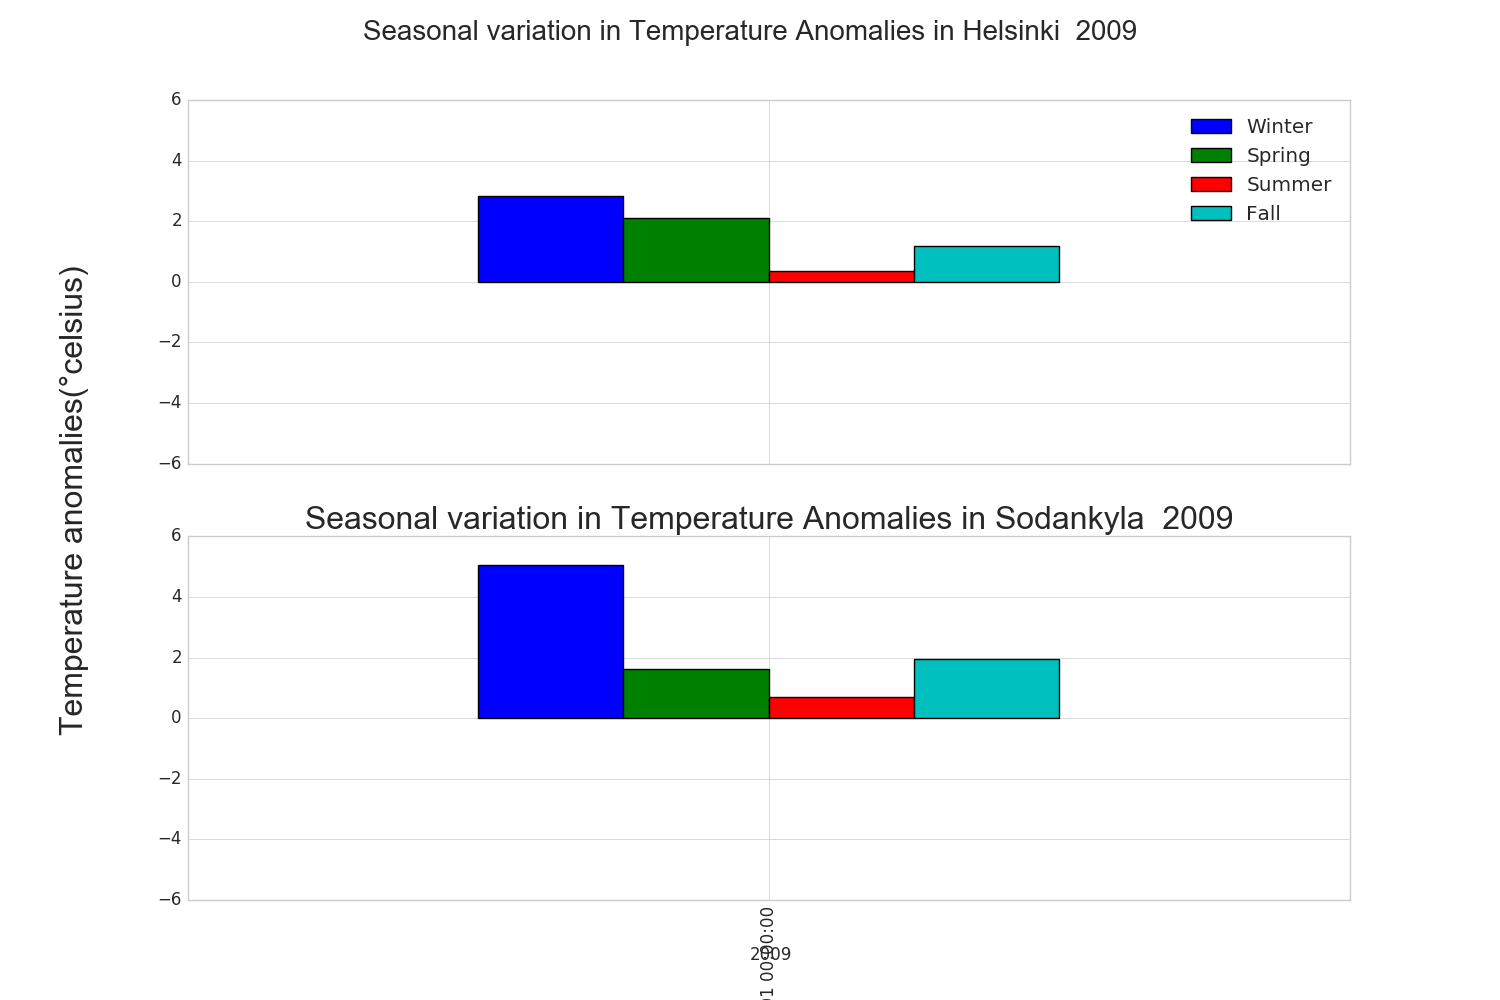 Seasonal variation in Temperature Anomalies in Helsinki  2009
6
4
2
0
−2
−4
−6
Winter
Spring
Summer
Fall
Temperature anomalies(°celsius)
Seasonal variation in Temperature Anomalies in Sodankyla  2009
6
4
2
0
−2
−4
−6
2009